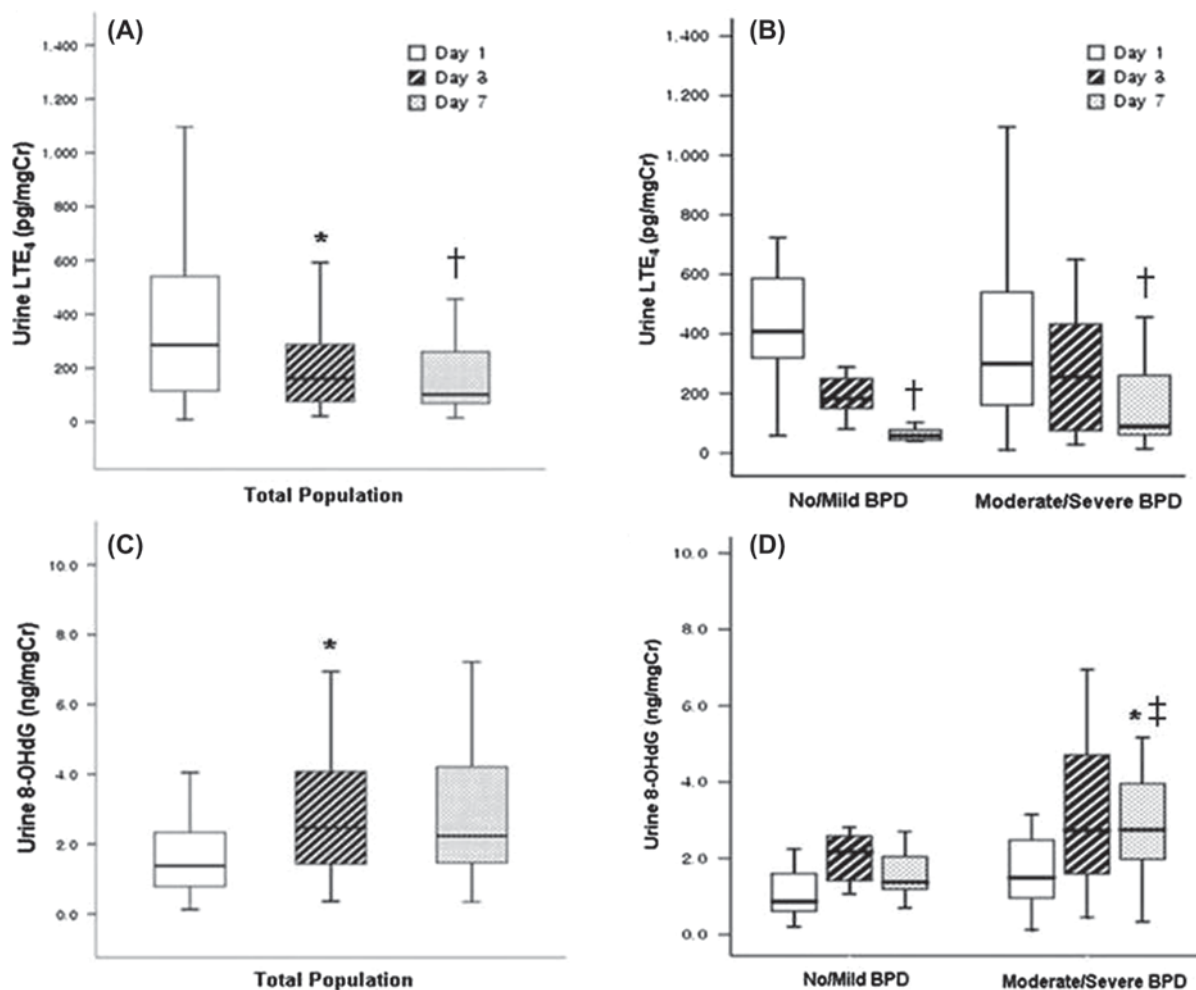 (A)
1.400
1.200
1.000
800
600
400
200
0
Urine LTE₄ (pg/mgCr)
Day 1
Day 3
Day 7
*
†
Total Population
(B)
1.400
1.200
1.000
800
600
400
200
0
Urine LTE₄ (pg/mgCr)
Day 1
Day 3
Day 7
†
†
No/Mild BPD
Moderate/Severe BPD
(C)
10.0
8.0
6.0
4.0
2.0
0.0
Urine 8-OHdG (ng/mgCr)
*
Total Population
(D)
10.0
8.0
6.0
4.0
2.0
0.0
Urine 8-OHdG (ng/mgCr)
* ‡
No/Mild BPD
Moderate/Severe BPD